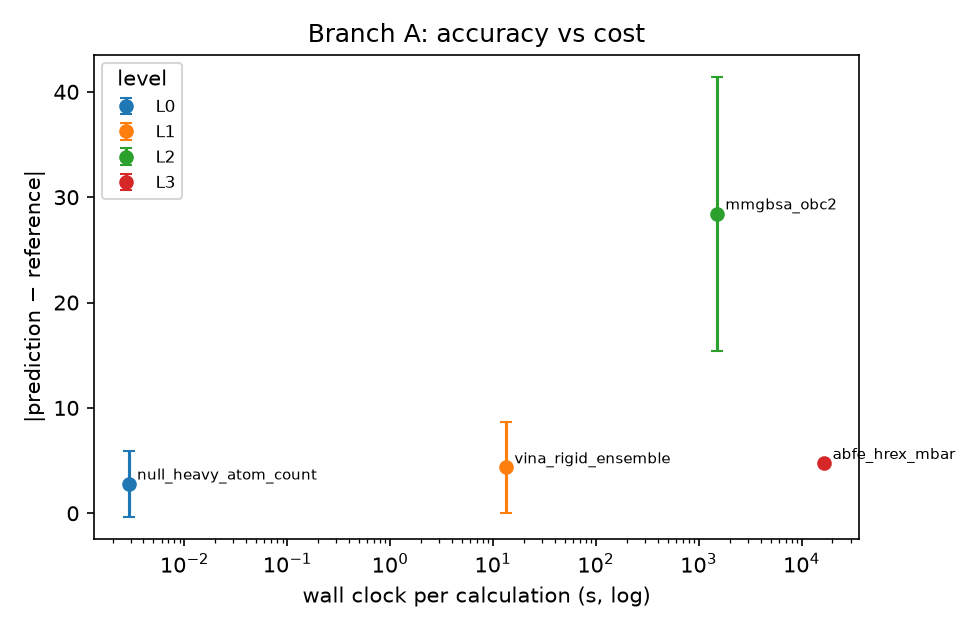 Branch A: accuracy vs cost
level
L0
L1
L2
L3
40
30
20
10
0
|prediction − reference|
mmgbsa_obc2
null_heavy_atom_count
vina_rigid_ensemble
abfe_hrex_mbar
10⁻² 10⁻¹ 10⁰ 10¹ 10² 10³ 10⁴
wall clock per calculation (s, log)